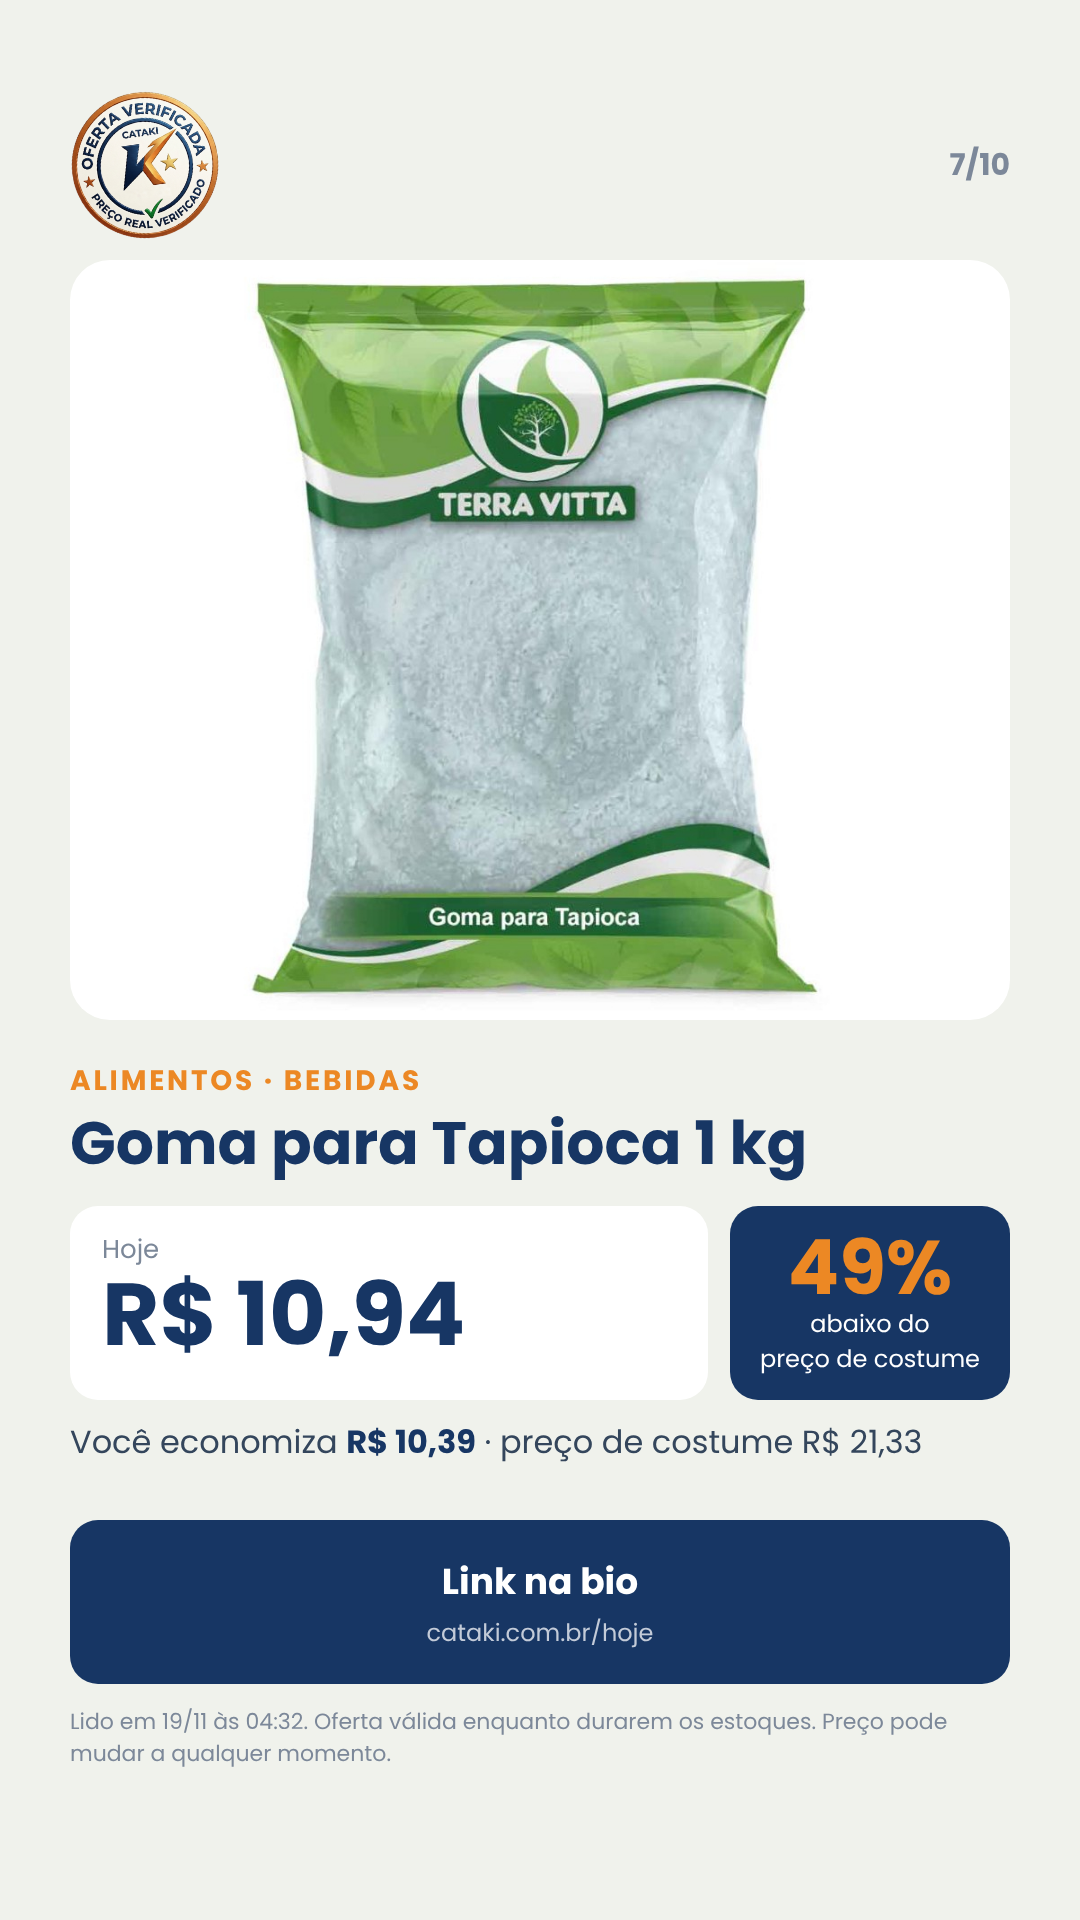 OFERTA VERIFICADA
CATAKI
K
PREÇO REAL VERIFICADO
7/10
TERRA VITTA
Goma para Tapioca
ALIMENTOS · BEBIDAS
Goma para Tapioca 1 kg
Hoje
R$ 10,94
49%
abaixo do
preço de costume
Você economiza R$ 10,39 · preço de costume R$ 21,33
Link na bio
cataki.com.br/hoje
Lido em 19/11 às 04:32. Oferta válida enquanto durarem os estoques. Preço pode
mudar a qualquer momento.